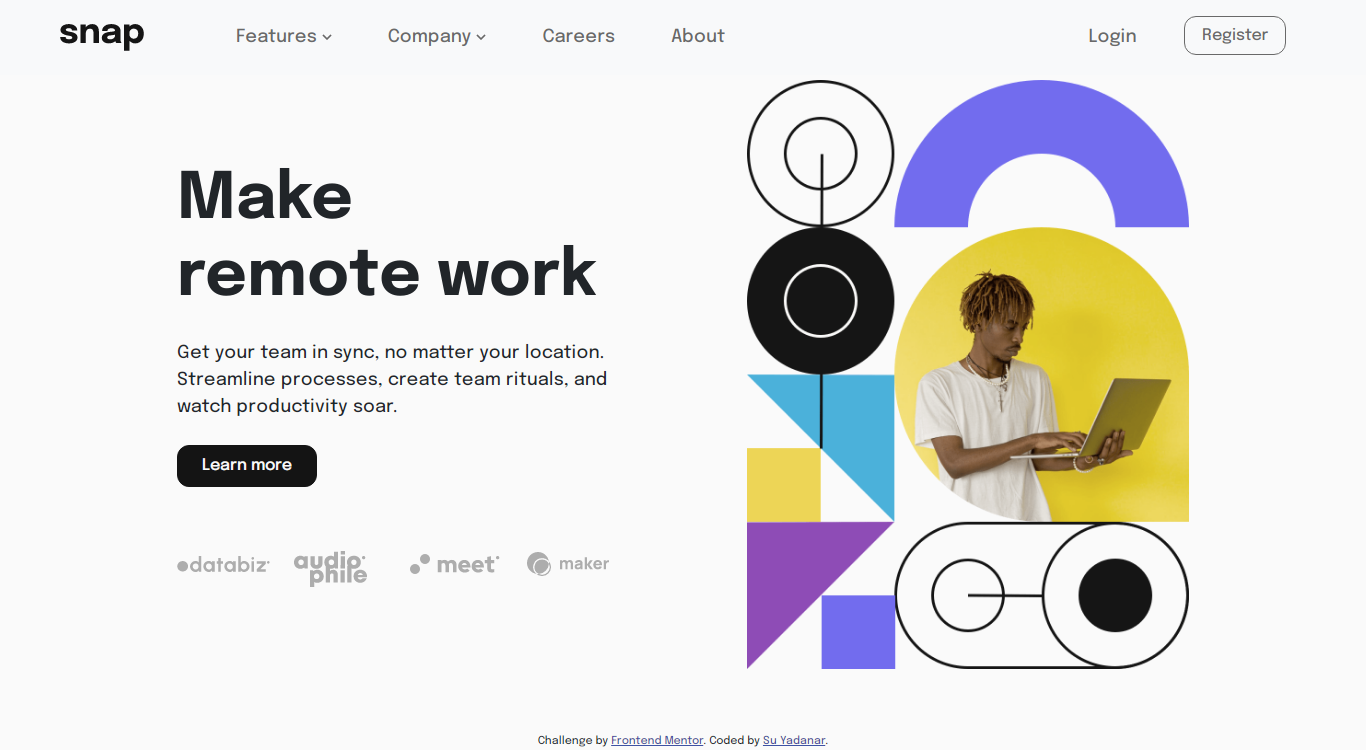 snap Features Company Careers About Login Register
Make
remote work
Get your team in sync, no matter your location.
Streamline processes, create team rituals, and
watch productivity soar.
Learn more
databiz audiophile meet maker
Challenge by Frontend Mentor. Coded by Su Yadanar.